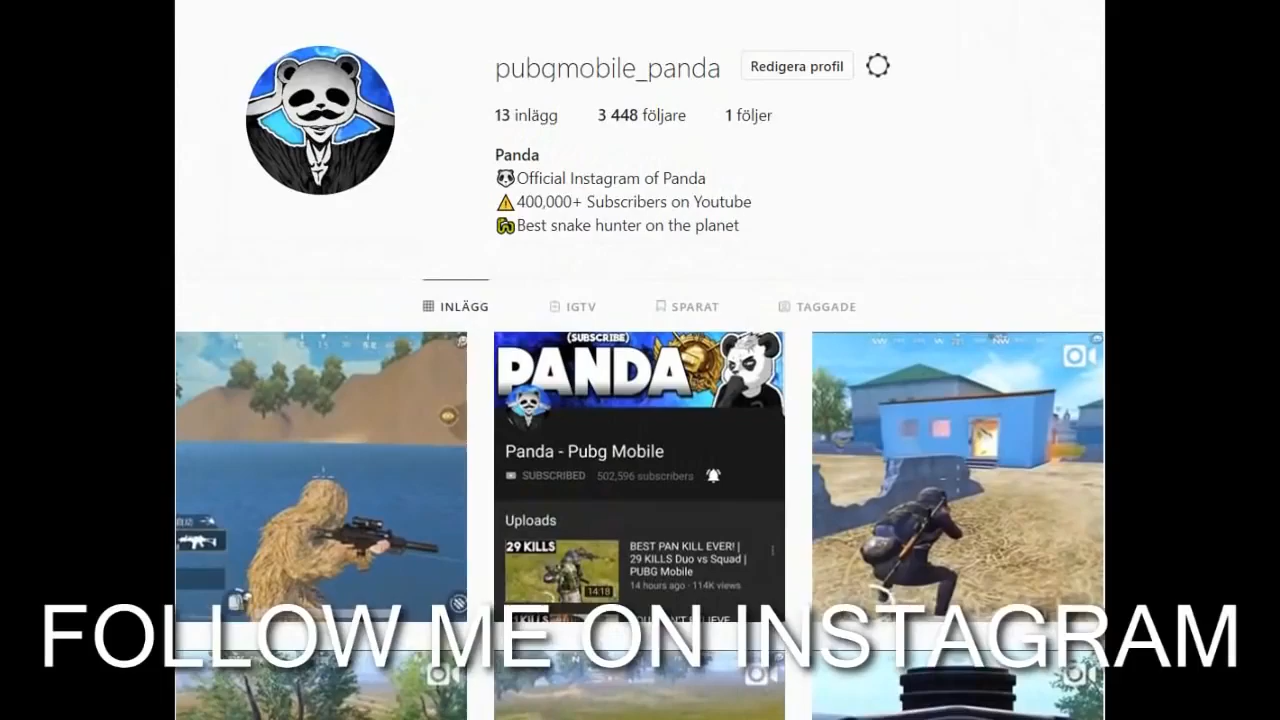 pubgmobile_panda
Redigera profil
13 inlägg
3 448 följare
1 följer
Panda
Official Instagram of Panda
400,000+ Subscribers on Youtube
Best snake hunter on the planet
INLÄGG
IGTV
SPARAT
TAGGADE
(SUBSCRIBE)
PANDA
Panda - Pubg Mobile
SUBSCRIBED 502,596 subscribers
Uploads
29 KILLS
14:18
BEST PAN KILL EVER! |
29 KILLS Duo vs Squad |
PUBG Mobile
14 hours ago · 114K views
FOLLOW ME ON INSTAGRAM